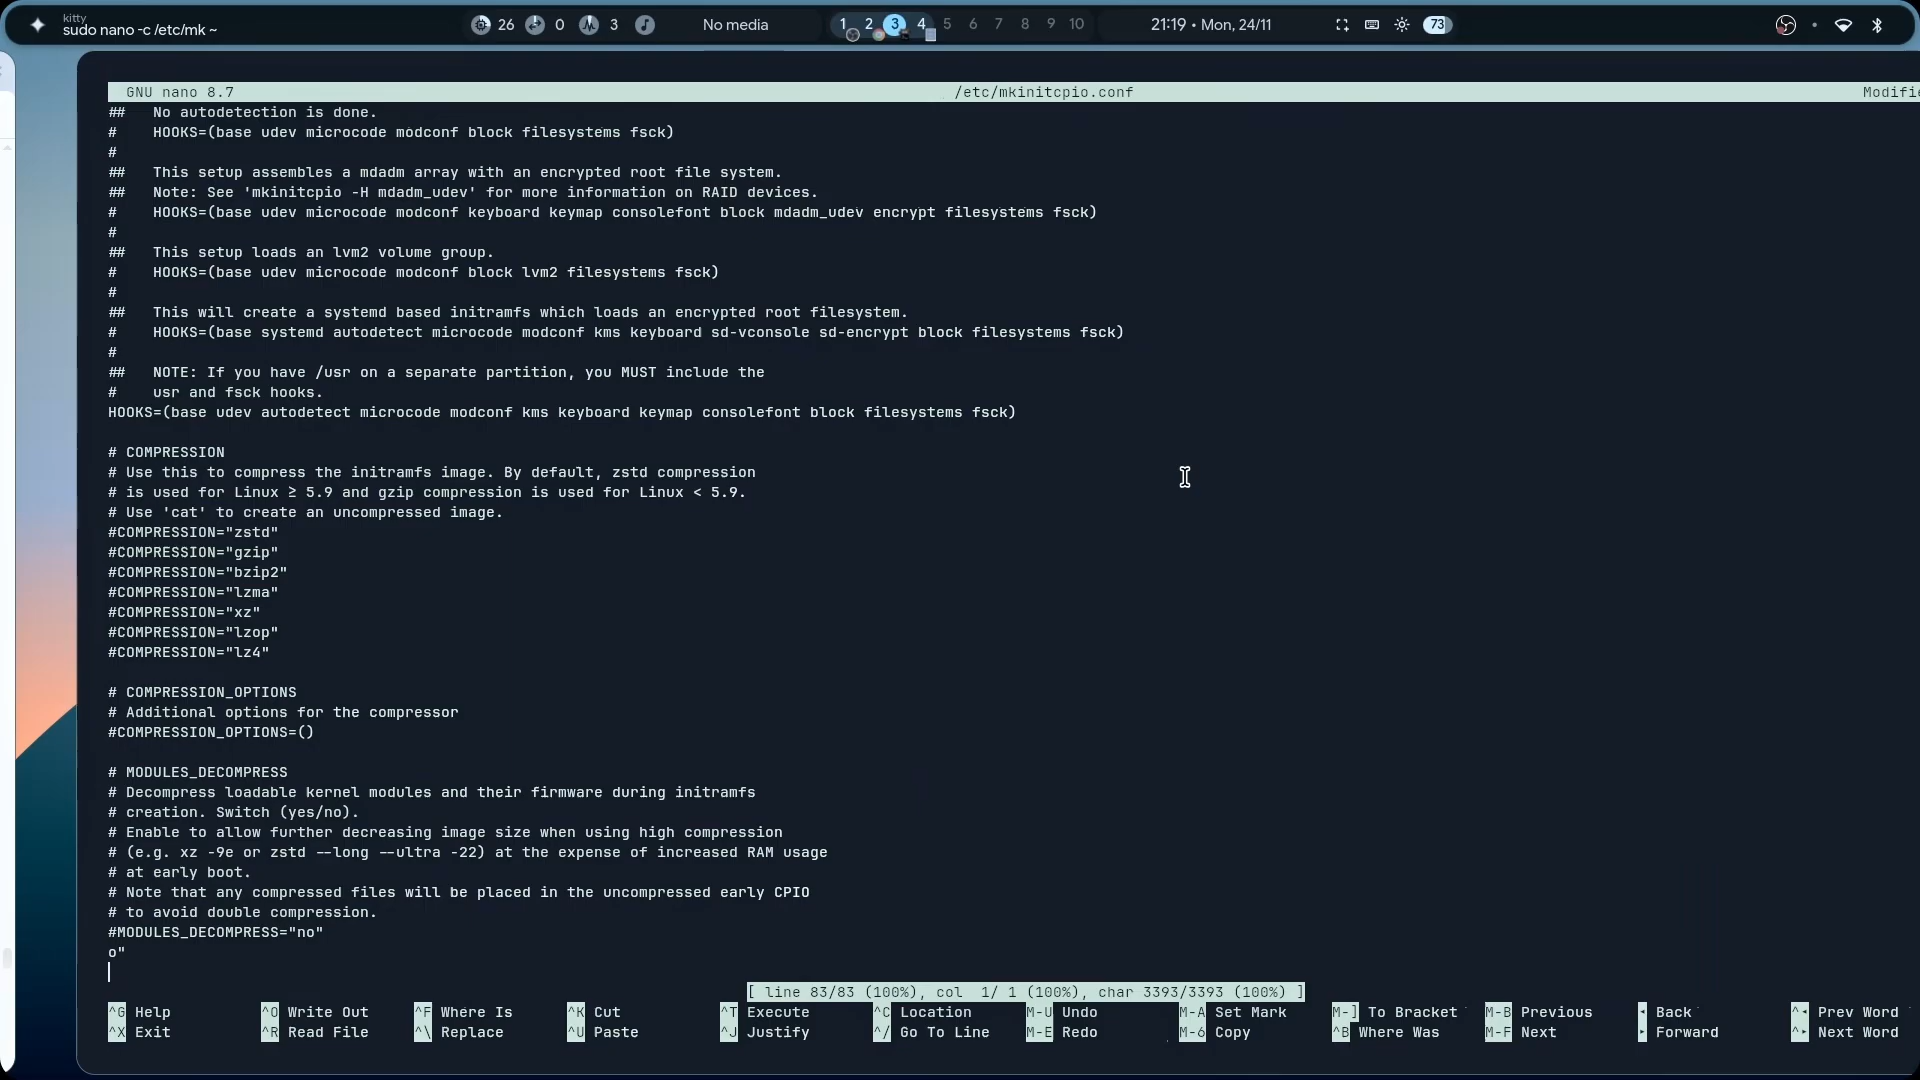 kitty
sudo nano -c /etc/mk ~
26 0 3 No media 1 2 3 4 5 6 7 8 9 10 21:19 • Mon, 24/11 73
GNU nano 8.7 /etc/mkinitcpio.conf Modifie
##   No autodetection is done.
#    HOOKS=(base udev microcode modconf block filesystems fsck)
#
##   This setup assembles a mdadm array with an encrypted root file system.
##   Note: See 'mkinitcpio -H mdadm_udev' for more information on RAID devices.
#    HOOKS=(base udev microcode modconf keyboard keymap consolefont block mdadm_udev encrypt filesystems fsck)
#
##   This setup loads an lvm2 volume group.
#    HOOKS=(base udev microcode modconf block lvm2 filesystems fsck)
#
##   This will create a systemd based initramfs which loads an encrypted root filesystem.
#    HOOKS=(base systemd autodetect microcode modconf kms keyboard sd-vconsole sd-encrypt block filesystems fsck)
#
##   NOTE: If you have /usr on a separate partition, you MUST include the
#    usr and fsck hooks.
HOOKS=(base udev autodetect microcode modconf kms keyboard keymap consolefont block filesystems fsck)
# COMPRESSION
# Use this to compress the initramfs image. By default, zstd compression
# is used for Linux ≥ 5.9 and gzip compression is used for Linux < 5.9.
# Use 'cat' to create an uncompressed image.
#COMPRESSION="zstd"
#COMPRESSION="gzip"
#COMPRESSION="bzip2"
#COMPRESSION="lzma"
#COMPRESSION="xz"
#COMPRESSION="lzop"
#COMPRESSION="lz4"
# COMPRESSION_OPTIONS
# Additional options for the compressor
#COMPRESSION_OPTIONS=()
# MODULES_DECOMPRESS
# Decompress loadable kernel modules and their firmware during initramfs
# creation. Switch (yes/no).
# Enable to allow further decreasing image size when using high compression
# (e.g. xz -9e or zstd --long --ultra -22) at the expense of increased RAM usage
# at early boot.
# Note that any compressed files will be placed in the uncompressed early CPIO
# to avoid double compression.
#MODULES_DECOMPRESS="no"
o"
[ line 83/83 (100%), col  1/ 1 (100%), char 3393/3393 (100%) ]
^G Help ^O Write Out ^F Where Is ^K Cut ^T Execute ^C Location M-U Undo M-A Set Mark M-] To Bracket M-B Previous ◂ Back ^◂ Prev Word
^X Exit ^R Read File ^\ Replace ^U Paste ^J Justify ^/ Go To Line M-E Redo M-6 Copy ^B Where Was M-F Next ▸ Forward ^▸ Next Word